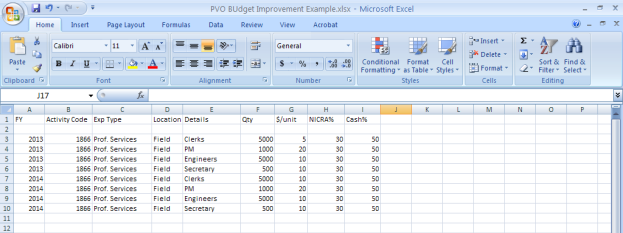 PVO BUdget Improvement Example.xlsx - Microsoft Excel
Home Insert Page Layout Formulas Data Review View Acrobat
Calibri 11 A A General Insert Σ
Paste B I U $ % , Conditional Formatting Format as Table Cell Styles Delete Format Sort & Filter Find & Select
Clipboard Font Alignment Number Styles Cells Editing
J17 fx
A B C D E F G H I J K L M N O P
1 FY Activity Code Exp Type Location Details Qty $/unit NICRA% Cash%
2
3 2013 1866 Prof. Services Field Clerks 5000 5 30 50
4 2013 1866 Prof. Services Field PM 1000 20 30 50
5 2013 1866 Prof. Services Field Engineers 5000 10 30 50
6 2013 1866 Prof. Services Field Secretary 500 10 30 50
7 2014 1866 Prof. Services Field Clerks 5000 10 30 50
8 2014 1866 Prof. Services Field PM 1000 20 30 50
9 2014 1866 Prof. Services Field Engineers 5000 10 30 50
10 2014 1866 Prof. Services Field Secretary 500 10 30 50
11
12